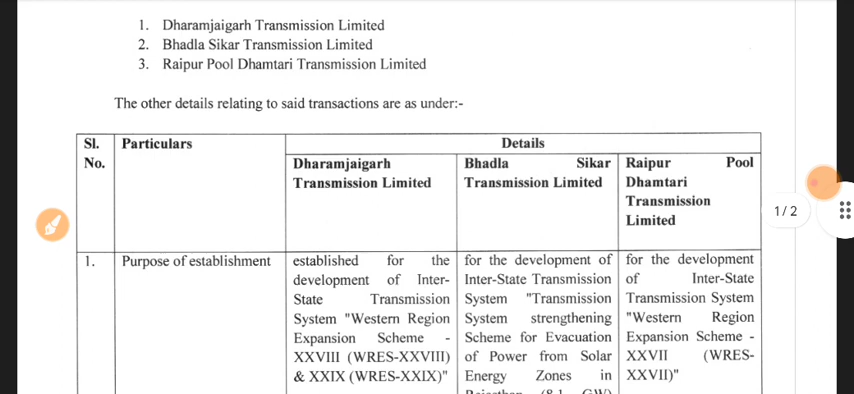 1. Dharamjaigarh Transmission Limited
2. Bhadla Sikar Transmission Limited
3. Raipur Pool Dhamtari Transmission Limited
The other details relating to said transactions are as under:-
Sl. No.
Particulars
Details
Dharamjaigarh
Transmission Limited
Bhadla Sikar
Transmission Limited
Raipur Pool
Dhamtari
Transmission
Limited
1.
Purpose of establishment
established for the
development of Inter-
State Transmission
System "Western Region
Expansion Scheme -
XXVIII (WRES-XXVIII)
& XXIX (WRES-XXIX)"
for the development of
Inter-State Transmission
System "Transmission
System strengthening
Scheme for Evacuation
of Power from Solar
Energy Zones in
Rajasthan (8.1 GW)
for the development
of Inter-State
Transmission System
"Western Region
Expansion Scheme -
XXVII (WRES-
XXVII)"
1/2